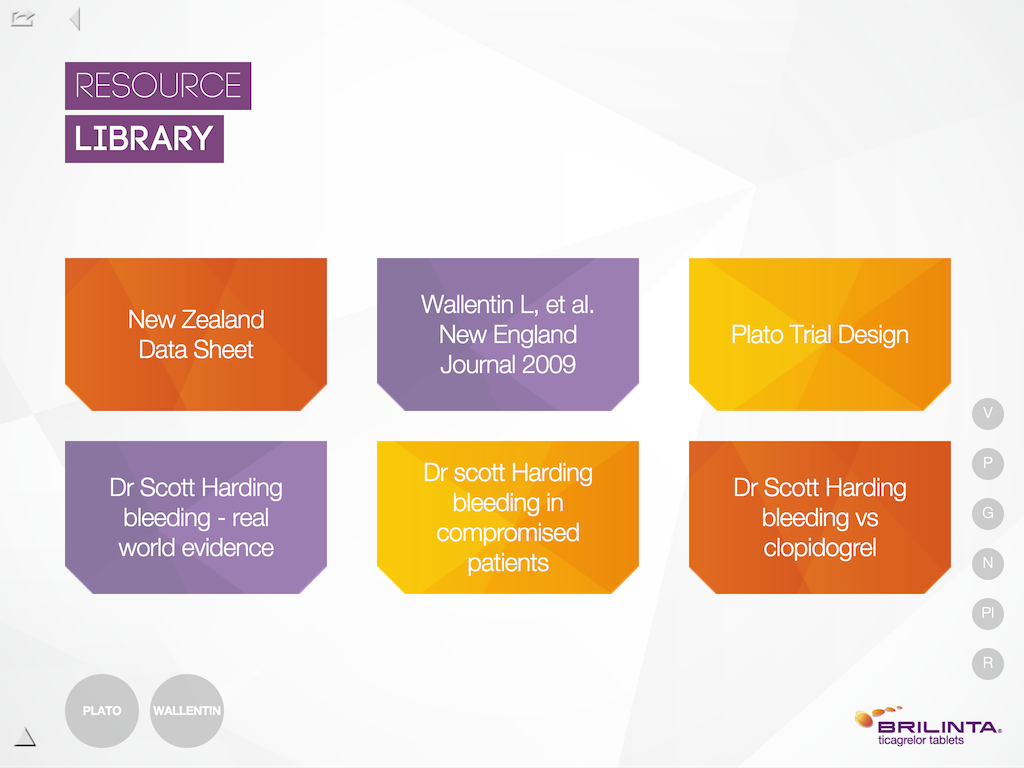 RESOURCE
LIBRARY
New Zealand
Data Sheet
Wallentin L, et al.
New England
Journal 2009
Plato Trial Design
Dr Scott Harding
bleeding - real
world evidence
Dr scott Harding
bleeding in
compromised
patients
Dr Scott Harding
bleeding vs
clopidogrel
V
P
G
N
PI
R
PLATO
WALLENTIN
BRILINTA®
ticagrelor tablets